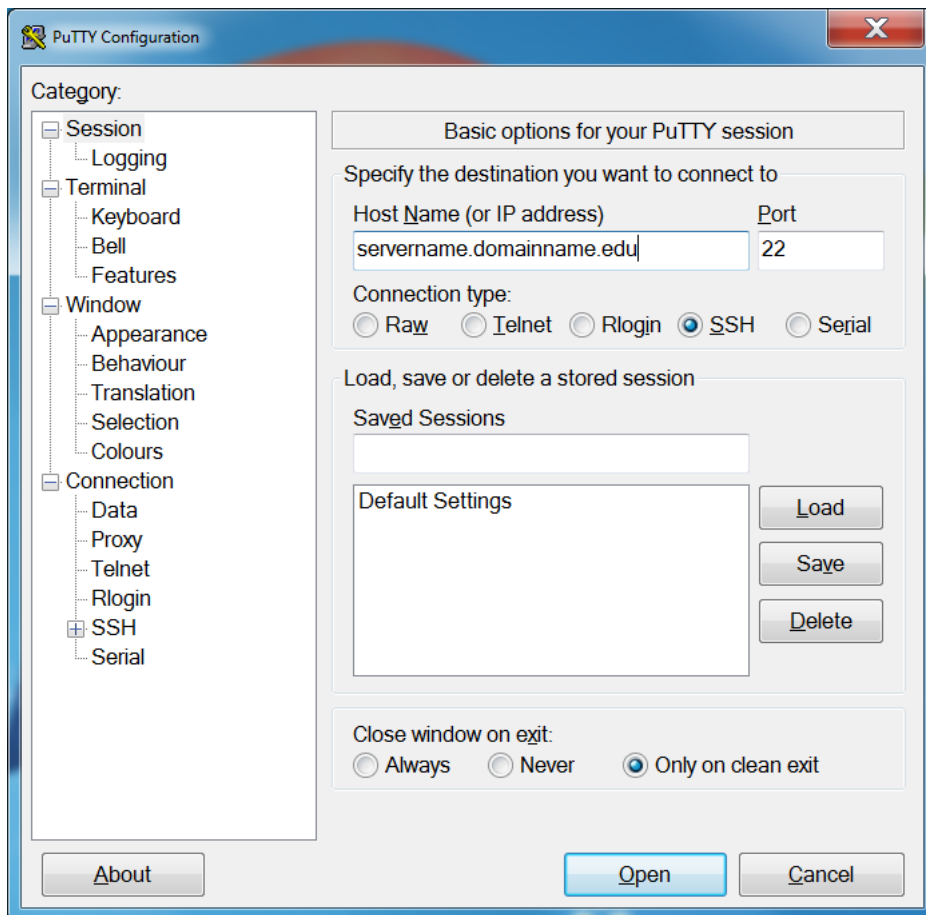 PuTTY Configuration
Category:
Session
Logging
Terminal
Keyboard
Bell
Features
Window
Appearance
Behaviour
Translation
Selection
Colours
Connection
Data
Proxy
Telnet
Rlogin
SSH
Serial
Basic options for your PuTTY session
Specify the destination you want to connect to
Host Name (or IP address) Port
servername.domainname.edu 22
Connection type:
Raw Telnet Rlogin SSH Serial
Load, save or delete a stored session
Saved Sessions
Default Settings
Load
Save
Delete
Close window on exit:
Always Never Only on clean exit
About Open Cancel